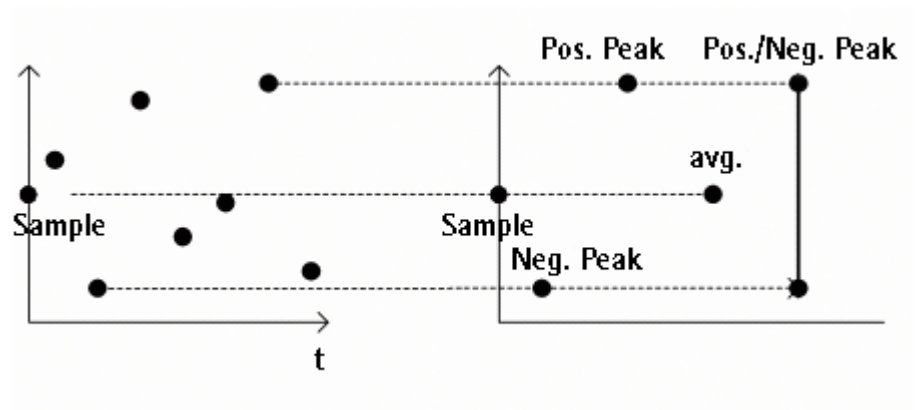 Pos. Peak
Pos./Neg. Peak
avg.
Sample
Sample
Neg. Peak
t